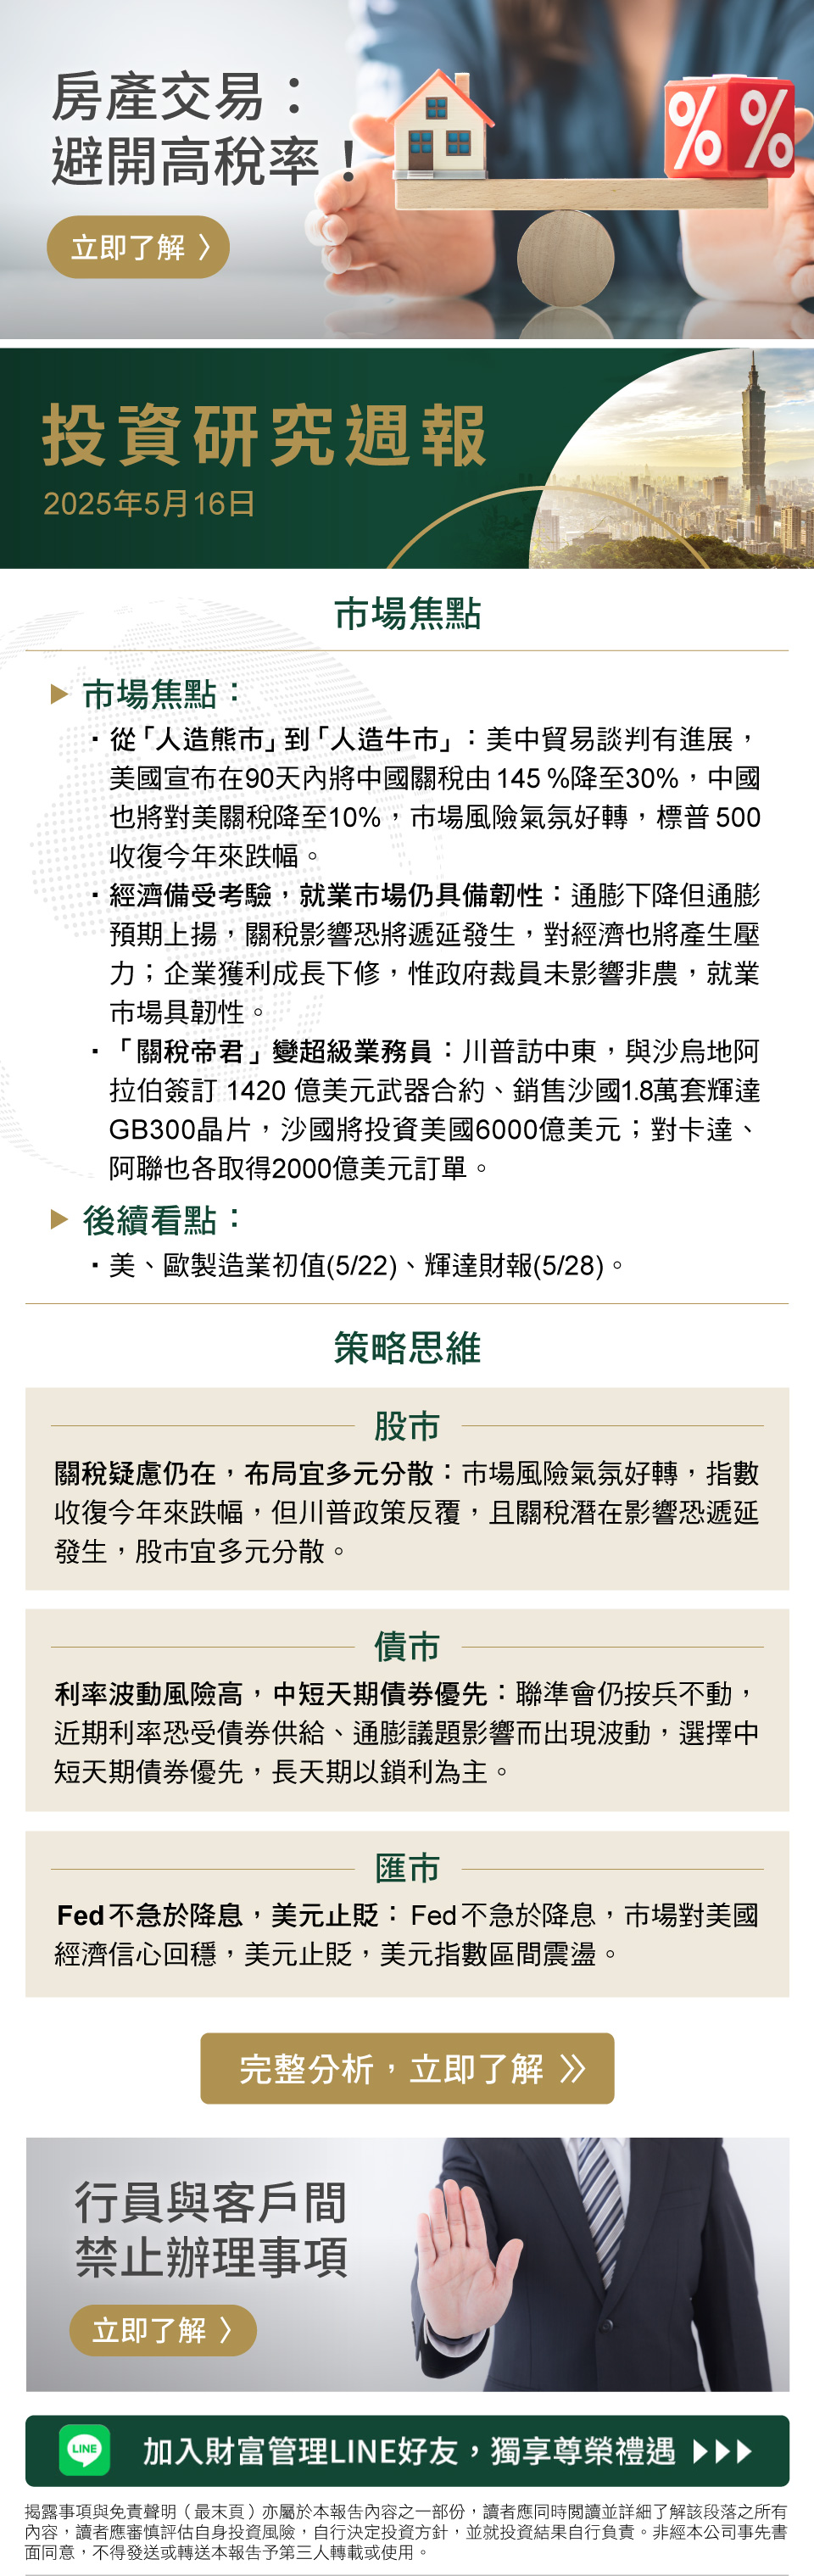 房產交易：
避開高稅率！
立即了解 〉
% %
投資研究週報
2025年5月16日
市場焦點
▶ 市場焦點：
▪ 從「人造熊市」到「人造牛市」：美中貿易談判有進展，
美國宣布在90天內將中國關稅由 145 %降至30%，中國
也將對美關稅降至10%，市場風險氣氛好轉，標普 500
收復今年來跌幅。
▪ 經濟備受考驗，就業市場仍具備韌性：通膨下降但通膨
預期上揚，關稅影響恐將遞延發生，對經濟也將產生壓
力；企業獲利成長下修，惟政府裁員未影響非農，就業
市場具韌性。
▪ 「關稅帝君」變超級業務員：川普訪中東，與沙烏地阿
拉伯簽訂 1420 億美元武器合約、銷售沙國1.8萬套輝達
GB300晶片，沙國將投資美國6000億美元；對卡達、
阿聯也各取得2000億美元訂單。
▶ 後續看點：
▪ 美、歐製造業初值(5/22)、輝達財報(5/28)。
策略思維
股市
關稅疑慮仍在，布局宜多元分散：市場風險氣氛好轉，指數
收復今年來跌幅，但川普政策反覆，且關稅潛在影響恐遞延
發生，股市宜多元分散。
債市
利率波動風險高，中短天期債券優先：聯準會仍按兵不動，
近期利率恐受債券供給、通膨議題影響而出現波動，選擇中
短天期債券優先，長天期以鎖利為主。
匯市
Fed 不急於降息，美元止貶： Fed 不急於降息，市場對美國
經濟信心回穩，美元止貶，美元指數區間震盪。
完整分析，立即了解 》
行員與客戶間
禁止辦理事項
立即了解 〉
LINE 加入財富管理LINE好友，獨享尊榮禮遇 ▶▶▶
揭露事項與免責聲明（最末頁）亦屬於本報告內容之一部份，讀者應同時閱讀並詳細了解該段落之所有
內容，讀者應審慎評估自身投資風險，自行決定投資方針，並就投資結果自行負責。非經本公司事先書
面同意，不得發送或轉送本報告予第三人轉載或使用。